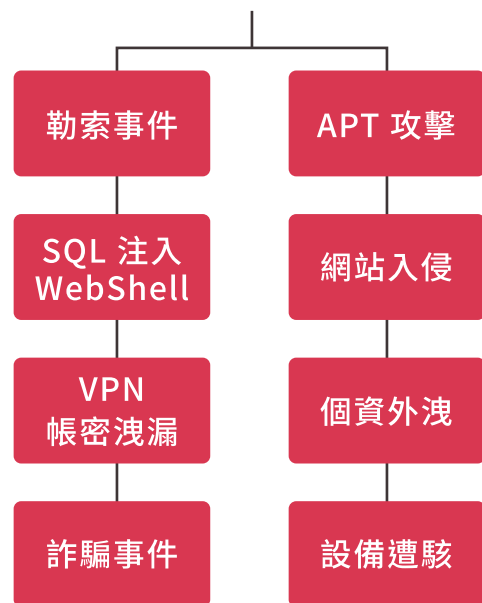 勒索事件
APT 攻擊
SQL 注入
WebShell
網站入侵
VPN
帳密洩漏
個資外洩
詐騙事件
設備遭駭